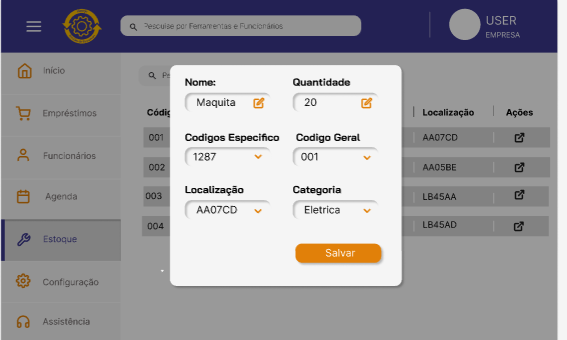 Pesquise por Ferramentas e Funcionários
USER
EMPRESA
Início
Empréstimos
Funcionários
Agenda
Estoque
Configuração
Assistência
Localização
Ações
001
AA07CD
002
AA05BE
003
LB45AA
004
LB45AD
Nome:
Quantidade
Maquita
20
Codigos Especifico
Codigo Geral
1287
001
Localização
Categoria
AA07CD
Eletrica
Salvar